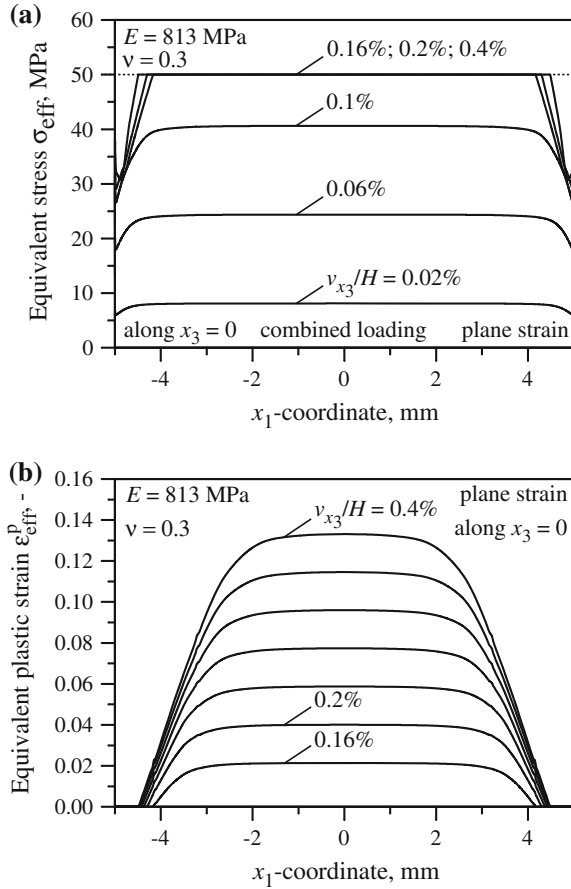 (a)
60
50
40
30
20
10
0
Equivalent stress σeff, MPa
E = 813 MPa
ν = 0.3
0.16%; 0.2%; 0.4%
0.1%
0.06%
vx3/H = 0.02%
along x3 = 0 combined loading plane strain
-4 -2 0 2 4
x1-coordinate, mm
(b)
0.16
0.14
0.12
0.10
0.08
0.06
0.04
0.02
0.00
Equivalent plastic strain εpeff, -
E = 813 MPa
ν = 0.3
vx3/H = 0.4%
plane strain
along x3 = 0
0.2%
0.16%
-4 -2 0 2 4
x1-coordinate, mm